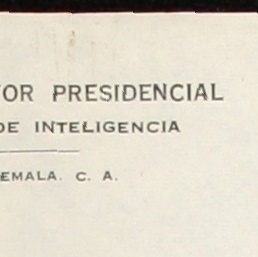 OR PRESIDENCIAL
DE INTELIGENCIA
EMALA. C. A.